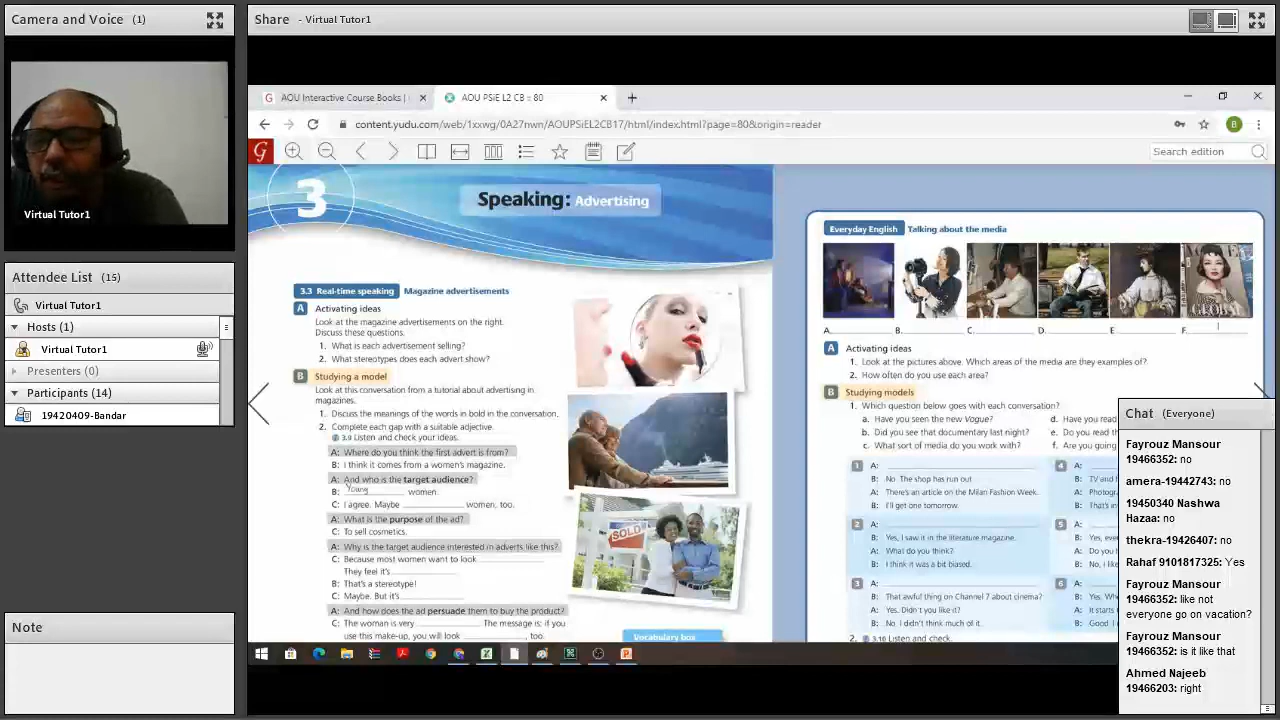 Camera and Voice (1)
Virtual Tutor1
Attendee List (15)
Virtual Tutor1
Hosts (1)
Virtual Tutor1
Presenters (0)
Participants (14)
19420409-Bandar
Note
Share - Virtual Tutor1
AOU Interactive Course Books |
AOU PSIE L2 CB = 80
content.yudu.com/web/1xxwg/0A27nwn/AOUPSiEL2CB17/html/index.html?page=80&origin=reader
B
Search edition
3
Speaking: Advertising
3.3 Real-time speaking Magazine advertisements
A Activating ideas
Look at the magazine advertisements on the right.
Discuss these questions.
1. What is each advertisement selling?
2. What stereotypes does each advert show?
B Studying a model
Look at this conversation from a tutorial about advertising in
magazines.
1. Discuss the meanings of the words in bold in the conversation.
2. Complete each gap with a suitable adjective.
3.9 Listen and check your ideas.
A: Where do you think the first advert is from?
B: I think it comes from a women's magazine.
A: And who is the target audience?
B: Young women.
C: I agree. Maybe ____ women, too.
A: What is the purpose of the ad?
C: To sell cosmetics.
A: Why is the target audience interested in adverts like this?
C: Because most women want to look ____
They feel it's ____
B: That's a stereotype!
C: Maybe. But it's ____
A: And how does the ad persuade them to buy the product?
C: The woman is very ____. The message is: if you
use this make-up, you will look ____, too.
SOLD
Vocabulary box
Everyday English Talking about the media
A. B. C. D. E. F.
A Activating ideas
1. Look at the pictures above. Which areas of the media are they examples of?
2. How often do you use each area?
B Studying models
1. Which question below goes with each conversation?
a. Have you seen the new Vogue?
b. Did you see that documentary last night?
c. What sort of media do you work with?
d. Have you read
e. Do you read th
f. Are you going
1 A:
B: No. The shop has run out.
A: There's an article on the Milan Fashion Week.
B: I'll get one tomorrow.
2 A:
B: Yes, I saw it in the literature magazine.
A: What do you think?
B: I think it was a bit biased.
3 A:
B: That awful thing on Channel 7 about cinema?
A: Yes. Didn't you like it?
B: No. I didn't think much of it.
4 A:
B: TV and f
A: Photogr
B: That's in
5 A:
B: Yes, eve
A: Do you h
B: No, I like
6 A:
B: Yes. Wh
A: It starts
B: Good I
2. 3.10 Listen and check.
Chat (Everyone)
Fayrouz Mansour
19466352: no
amera-19442743: no
19450340 Nashwa
Hazaa: no
thekra-19426407: no
Rahaf 9101817325: Yes
Fayrouz Mansour
19466352: like not
everyone go on vacation?
Fayrouz Mansour
19466352: is it like that
Ahmed Najeeb
19466203: right